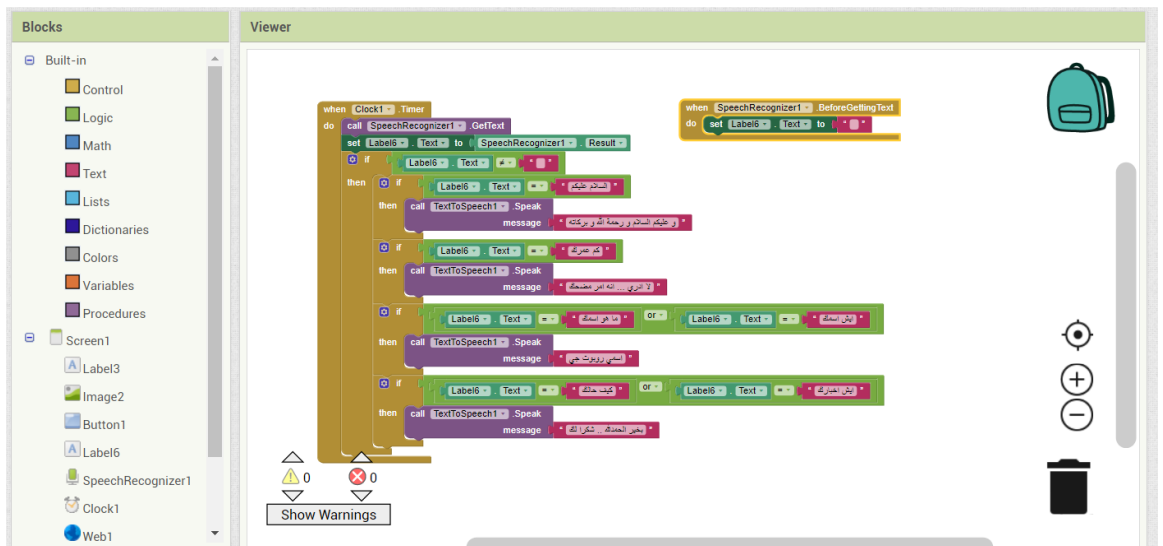 Blocks
Viewer
Built-in
Control
Logic
Math
Text
Lists
Dictionaries
Colors
Variables
Procedures
Screen1
Label3
Image2
Button1
Label6
SpeechRecognizer1
Clock1
Web1
when Clock1 .Timer
do call SpeechRecognizer1 .GetText
set Label6 . Text to SpeechRecognizer1 . Result
if Label6 . Text ≠ " "
then if Label6 . Text = " السلام عليكم "
then call TextToSpeech1 .Speak
message " و عليكم السلام و رحمة الله و بركاته "
if Label6 . Text = " كم عمرك "
then call TextToSpeech1 .Speak
message " لا ادري ... انه امر مضحك "
if Label6 . Text = " ما هو اسمك " or Label6 . Text = " ايش اسمك "
then call TextToSpeech1 .Speak
message " اسمي روبوت جي "
if Label6 . Text = " كيف حالك " or Label6 . Text = " ايش اخبارك "
then call TextToSpeech1 .Speak
message " بخير الحمدلله .. شكرا لك "
when SpeechRecognizer1 .BeforeGettingText
do set Label6 . Text to " "
0 0
Show Warnings